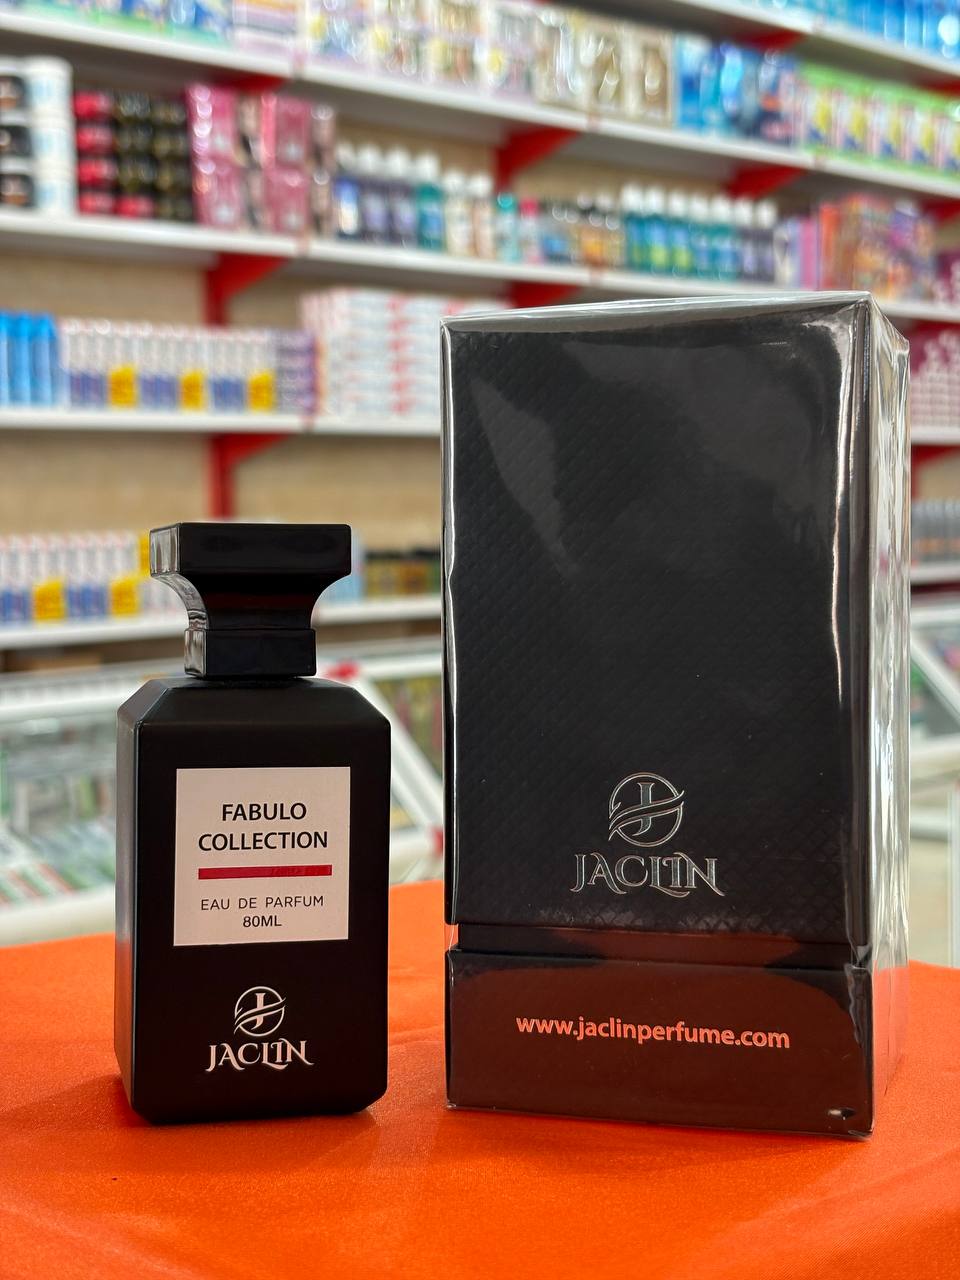 FABULO
COLLECTION
EAU DE PARFUM
80ML
JACLIN
JACLIN
www.jaclinperfume.com